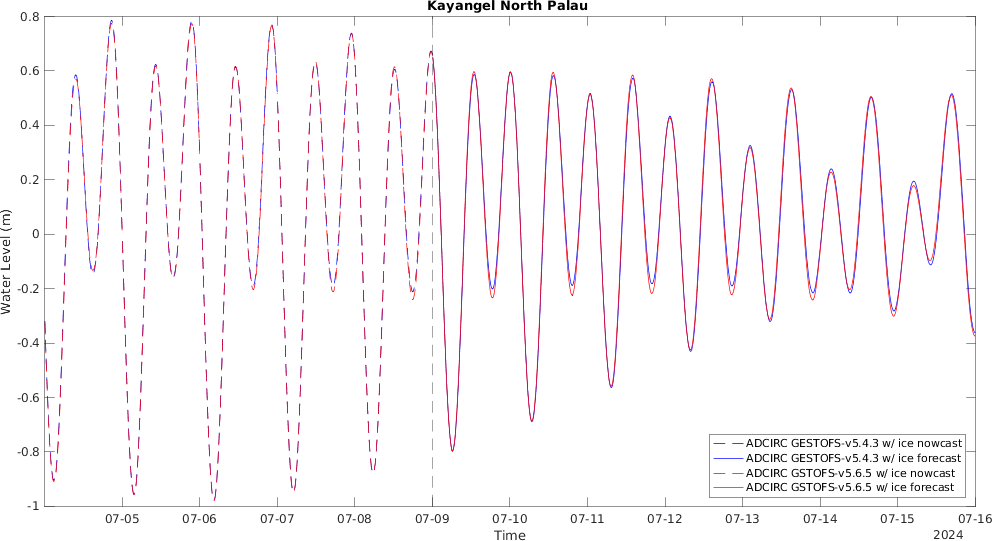 Kayangel North Palau
0.8
0.6
0.4
0.2
0
-0.2
-0.4
-0.6
-0.8
-1
Water Level (m)
ADCIRC GESTOFS-v5.4.3 w/ ice nowcast
ADCIRC GESTOFS-v5.4.3 w/ ice forecast
ADCIRC GSTOFS-v5.6.5 w/ ice nowcast
ADCIRC GSTOFS-v5.6.5 w/ ice forecast
07-05 07-06 07-07 07-08 07-09 07-10 07-11 07-12 07-13 07-14 07-15 07-16
Time
2024